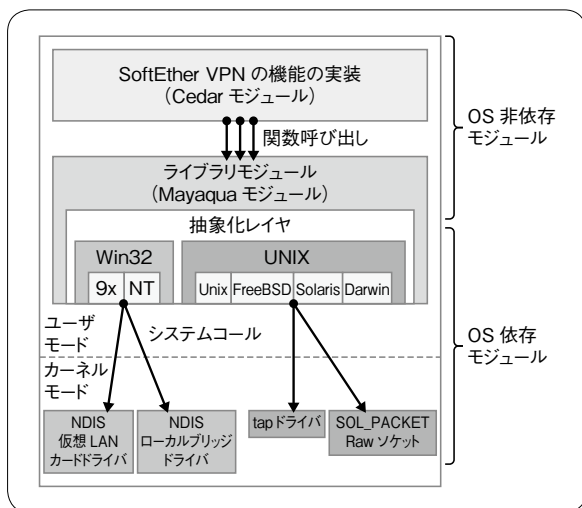 SoftEther VPN の機能の実装
（Cedar モジュール）
関数呼び出し
OS 非依存
モジュール
ライブラリモジュール
（Mayaqua モジュール）
抽象化レイヤ
Win32
UNIX
9x
NT
Unix
FreeBSD
Solaris
Darwin
ユーザ
モード
システムコール
OS 依存
モジュール
カーネル
モード
NDIS
仮想 LAN
カードドライバ
NDIS
ローカルブリッジ
ドライバ
tap ドライバ
SOL_PACKET
Raw ソケット